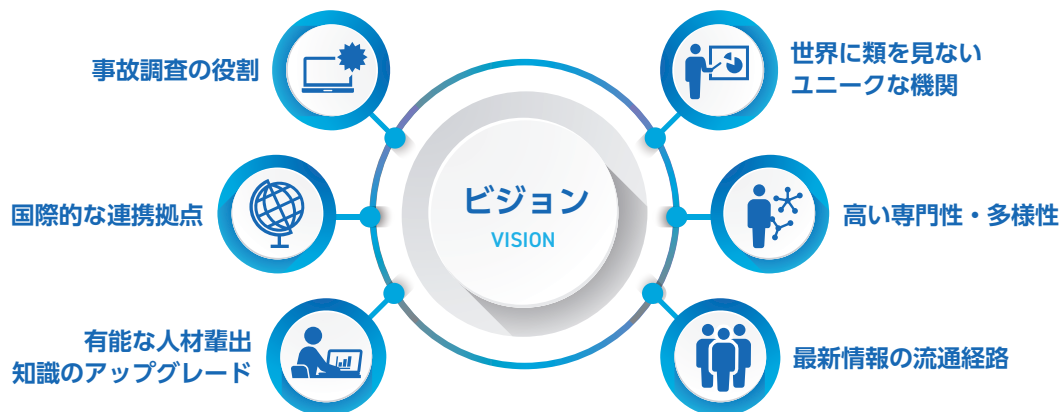 事故調査の役割
国際的な連携拠点
有能な人材輩出
知識のアップグレード
ビジョン
VISION
世界に類を見ない
ユニークな機関
高い専門性・多様性
最新情報の流通経路